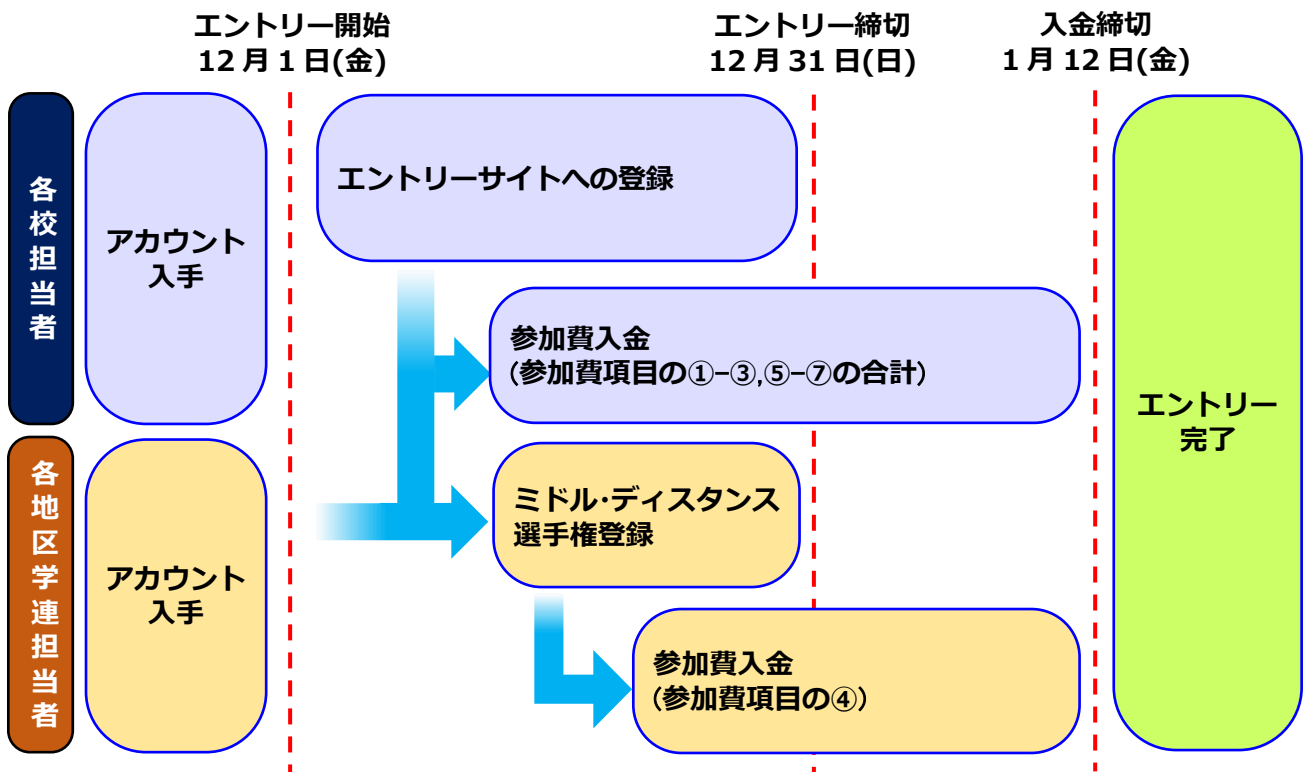 エントリー開始
12月1日(金)
エントリー締切
12月31日(日)
入金締切
1月12日(金)
各校担当者
アカウント
入手
エントリーサイトへの登録
参加費入金
(参加費項目の①−③,⑤−⑦の合計)
エントリー
完了
各地区学連担当者
アカウント
入手
ミドル・ディスタンス
選手権登録
参加費入金
(参加費項目の④)